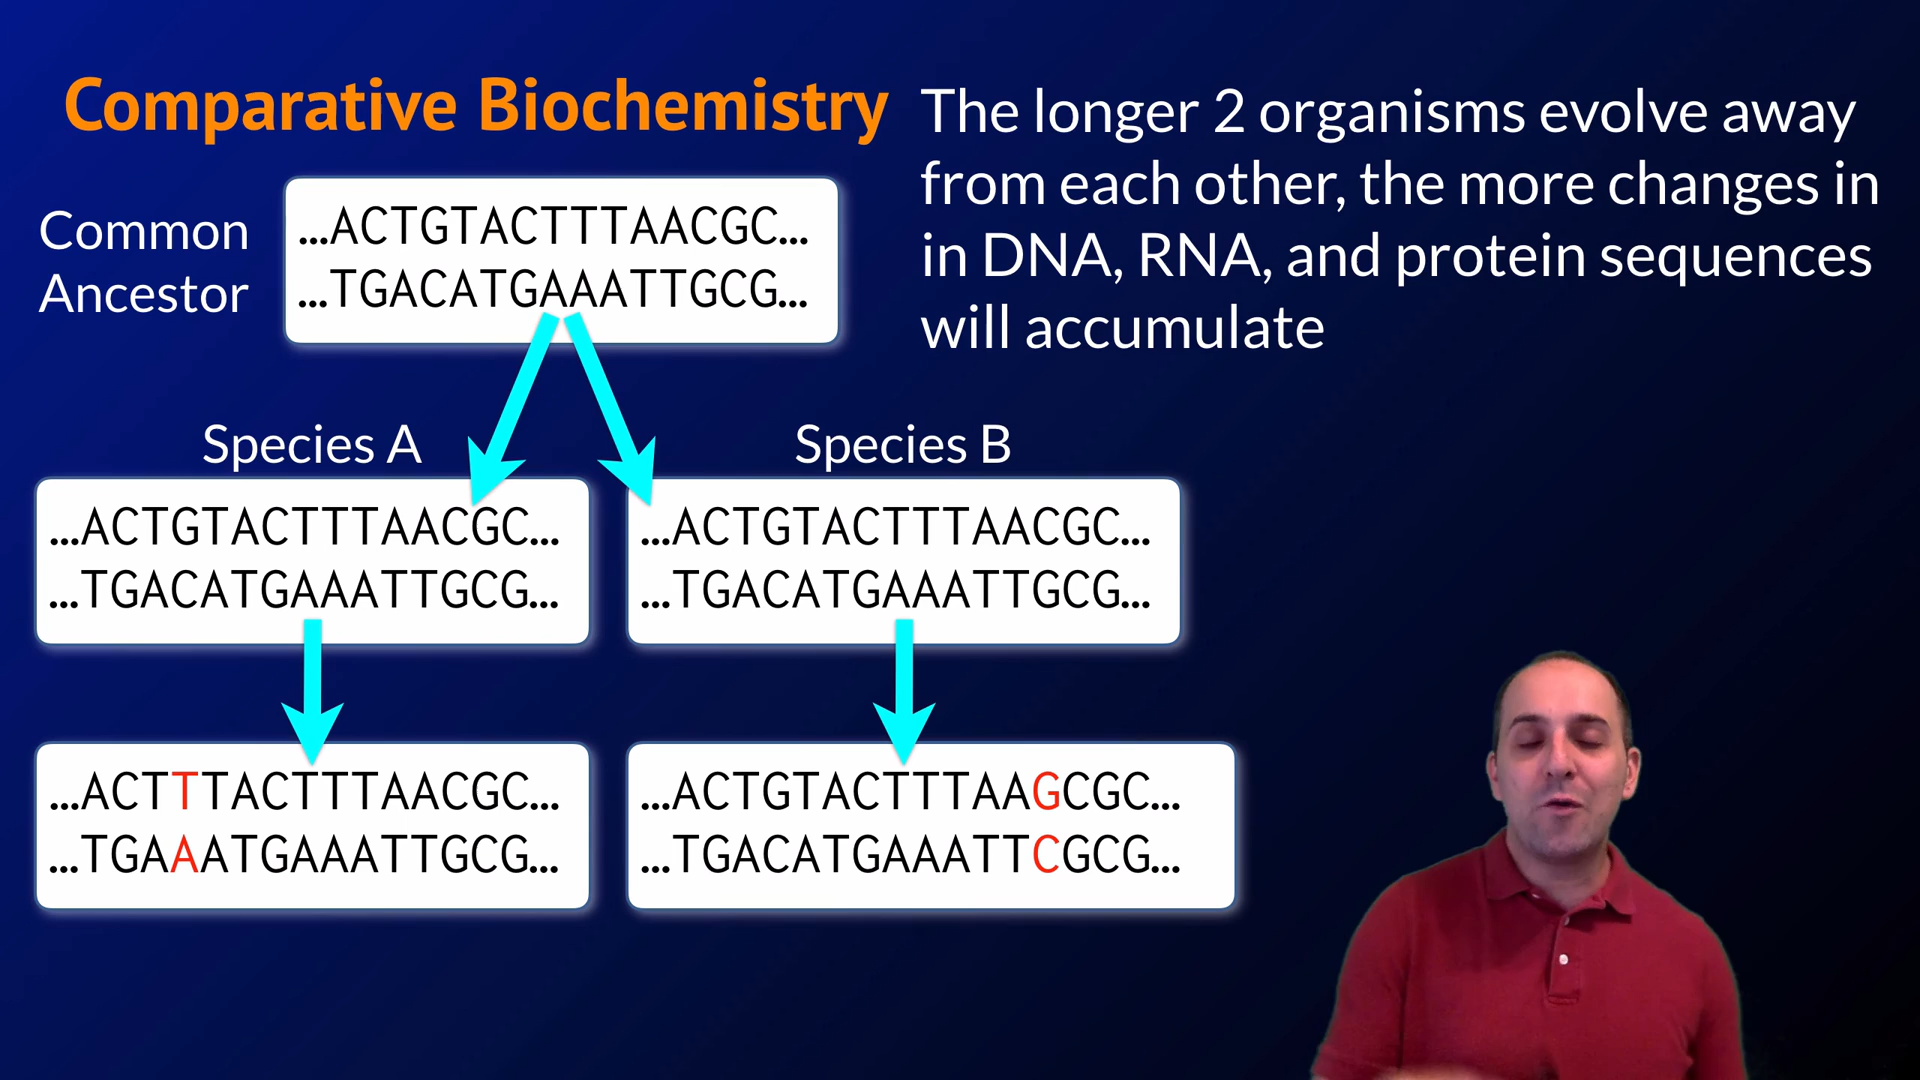 Comparative Biochemistry
The longer 2 organisms evolve away
from each other, the more changes in
in DNA, RNA, and protein sequences
will accumulate
Common
Ancestor
...ACTGTACTTTAACGC...
...TGACATGAAATTGCG...
Species A
...ACTGTACTTTAACGC...
...TGACATGAAATTGCG...
Species B
...ACTGTACTTTAACGC...
...TGACATGAAATTGCG...
...ACTTTACTTTAACGC...
...TGAAATGAAATTGCG...
...ACTGTACTTTAAGCGC...
...TGACATGAAATTCGCG...